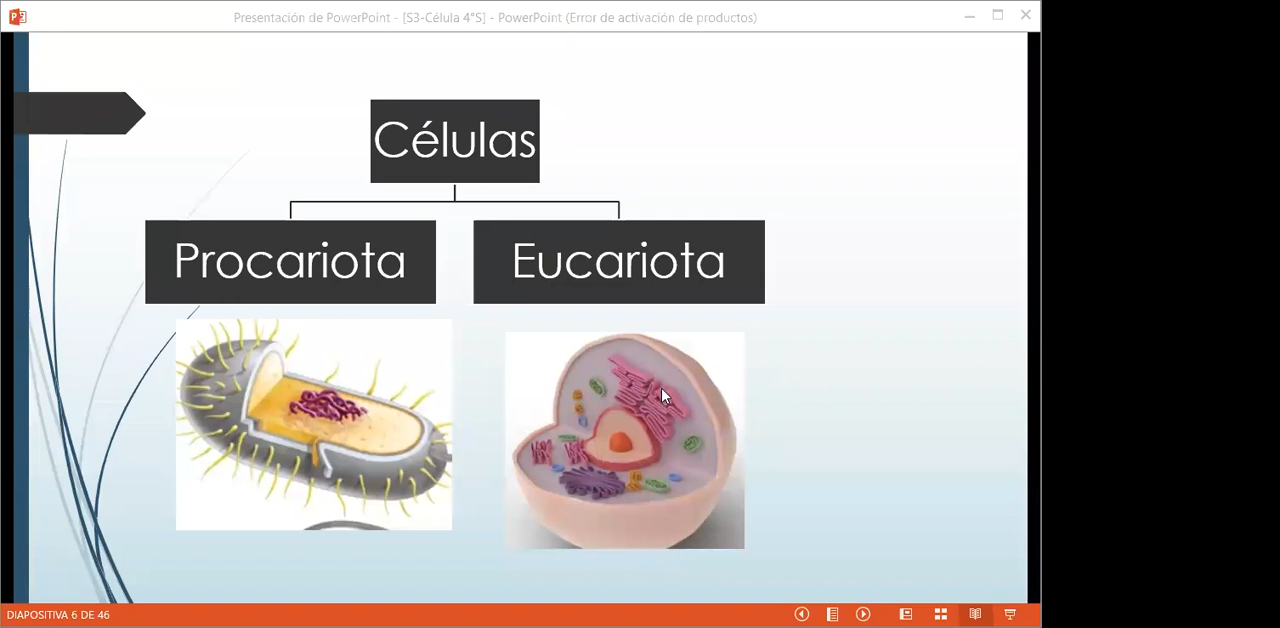 Presentación de PowerPoint - [S3-Célula 4°S] - PowerPoint (Error de activación de productos)
Células
Procariota
Eucariota
DIAPOSITIVA 6 DE 46